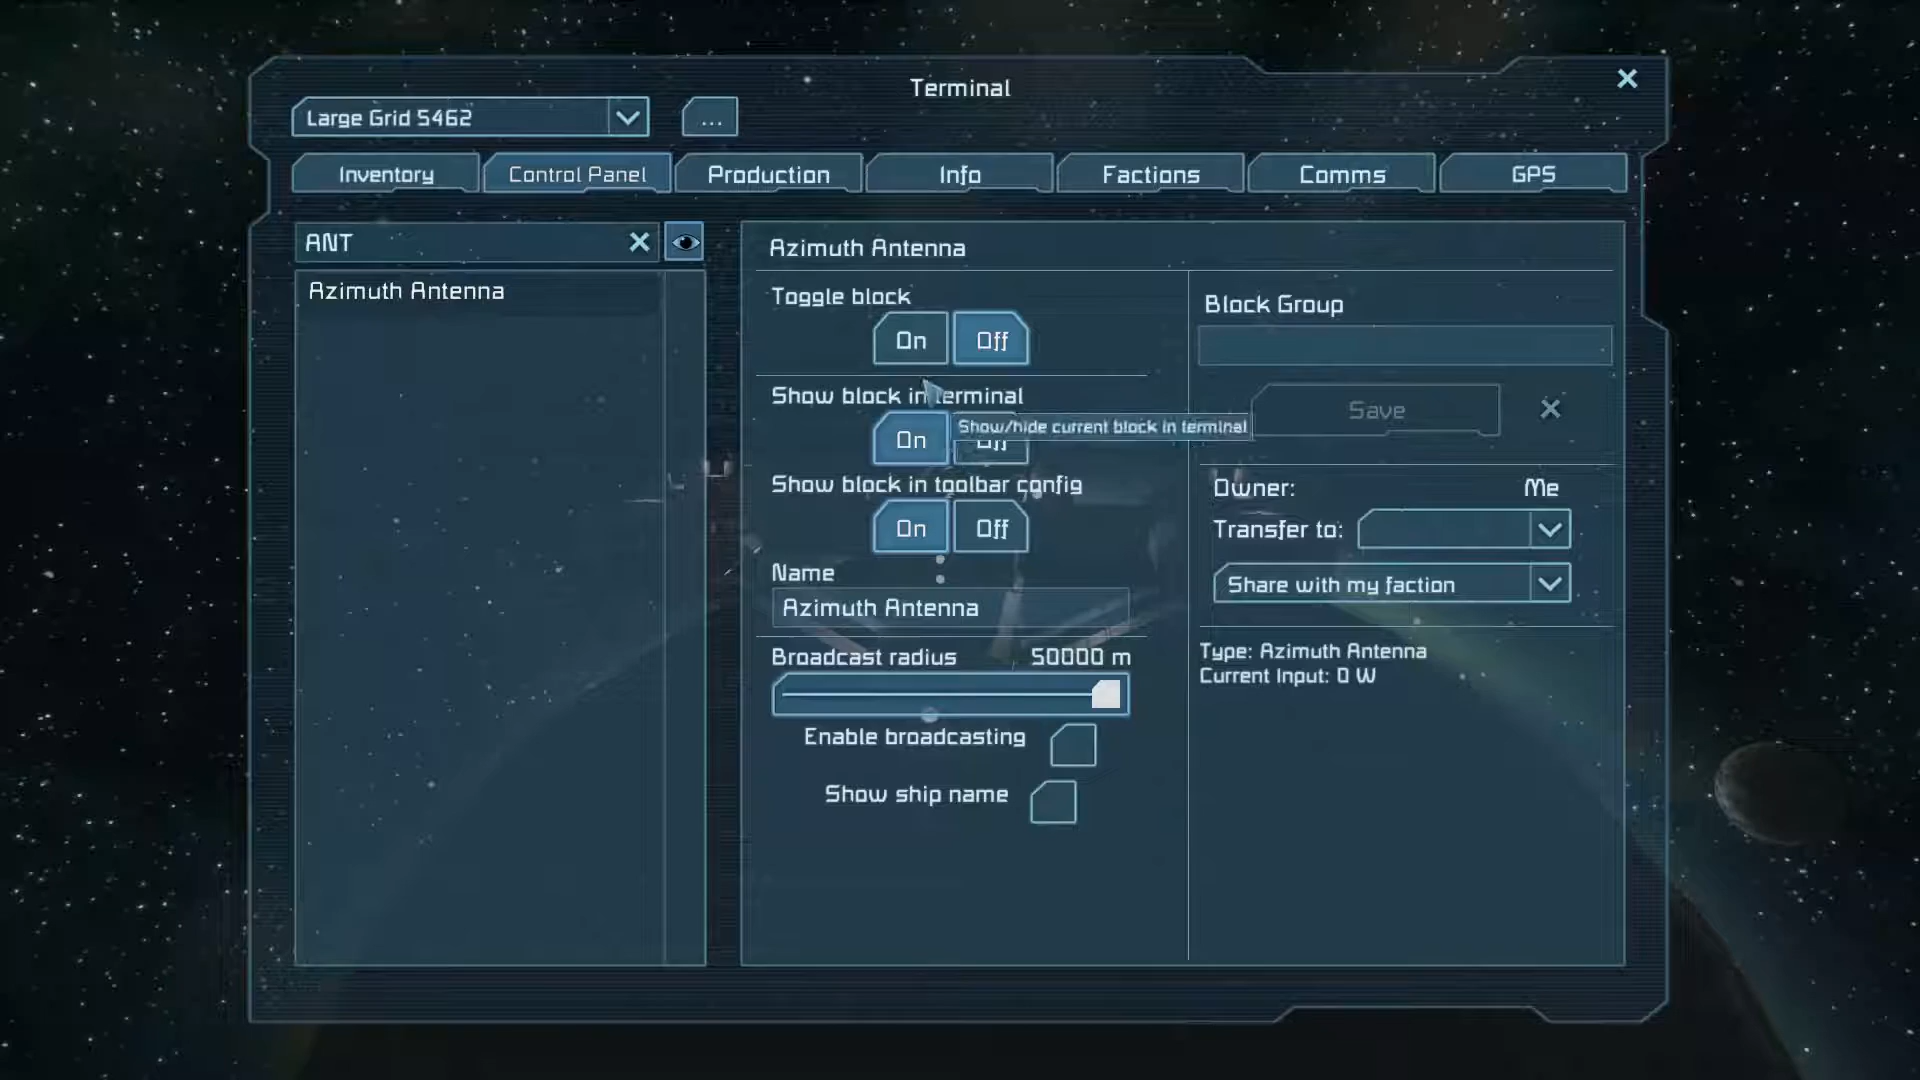 Terminal
Large Grid 5462
...
Inventory
Control Panel
Production
Info
Factions
Comms
GPS
ANT
Azimuth Antenna
Azimuth Antenna
Toggle block
On
Off
Show block in terminal
On
Off
Show/hide current block in terminal
Show block in toolbar config
On
Off
Name
Azimuth Antenna
Broadcast radius
50000 m
Enable broadcasting
Show ship name
Block Group
Save
Owner:
Me
Transfer to:
Share with my faction
Type: Azimuth Antenna
Current Input: 0 W